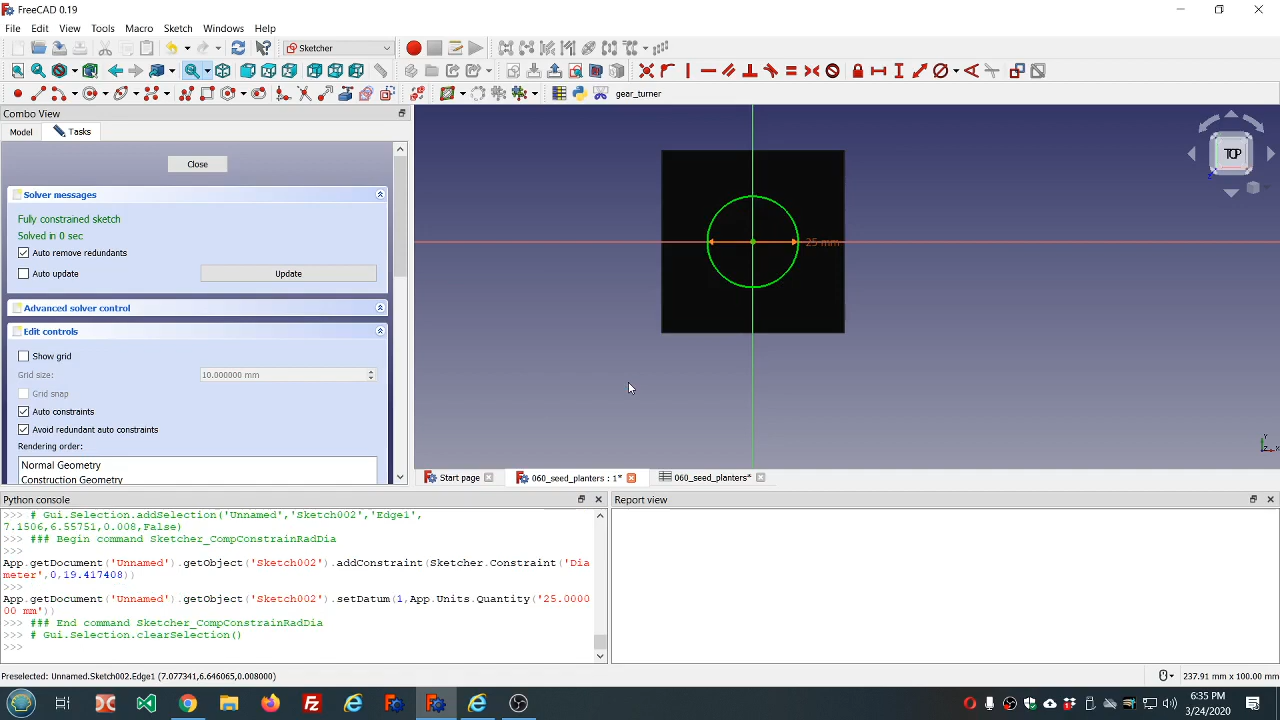 FreeCAD 0.19
File Edit View Tools Macro Sketch Windows Help
Sketcher
gear_turner
Combo View
Model Tasks
Close
Solver messages
Fully constrained sketch
Solved in 0 sec
Auto remove redundants
Auto update Update
Advanced solver control
Edit controls
Show grid
Grid size: 10.000000 mm
Grid snap
Auto constraints
Avoid redundant auto constraints
Rendering order:
Normal Geometry
Construction Geometry
25 mm
TOP
Start page 060_seed_planters : 1* 060_seed_planters*
Python console
>>> # Gui.Selection.addSelection('Unnamed','Sketch002','Edge1',
7.1506,6.55751,0.008,False)
>>> ### Begin command Sketcher_CompConstrainRadDia
>>>
App.getDocument('Unnamed').getObject('Sketch002').addConstraint(Sketcher.Constraint('Dia
meter',0,19.417408))
>>>
App.getDocument('Unnamed').getObject('Sketch002').setDatum(1,App.Units.Quantity('25.0000
00 mm'))
>>> ### End command Sketcher_CompConstrainRadDia
>>> # Gui.Selection.clearSelection()
>>>
Report view
Preselected: Unnamed.Sketch002.Edge1 (7.077341,6.646065,0.008000)
237.91 mm x 100.00 mm
6:35 PM
3/24/2020